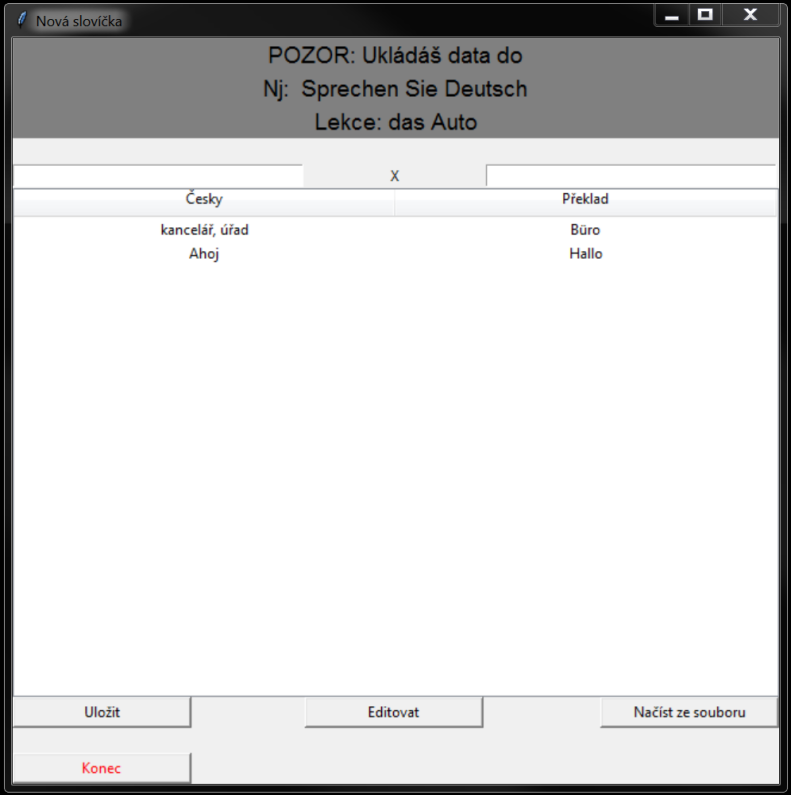 Nová slovíčka
POZOR: Ukládáš data do
Nj: Sprechen Sie Deutsch
Lekce: das Auto
X
Česky Překlad
kancelář, úřad Büro
Ahoj Hallo
Uložit Editovat Načíst ze souboru
Konec